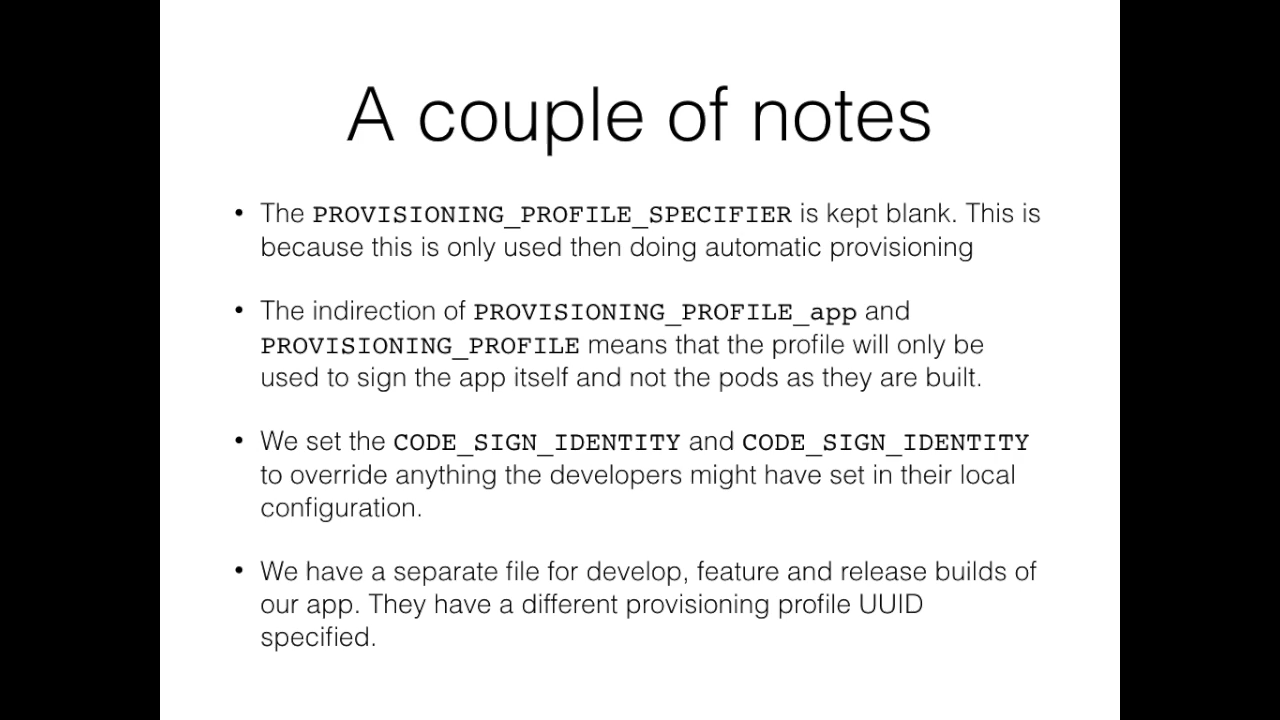 A couple of notes
• The PROVISIONING_PROFILE_SPECIFIER is kept blank. This is
because this is only used then doing automatic provisioning
• The indirection of PROVISIONING_PROFILE_app and
PROVISIONING_PROFILE means that the profile will only be
used to sign the app itself and not the pods as they are built.
• We set the CODE_SIGN_IDENTITY and CODE_SIGN_IDENTITY
to override anything the developers might have set in their local
configuration.
• We have a separate file for develop, feature and release builds of
our app. They have a different provisioning profile UUID
specified.